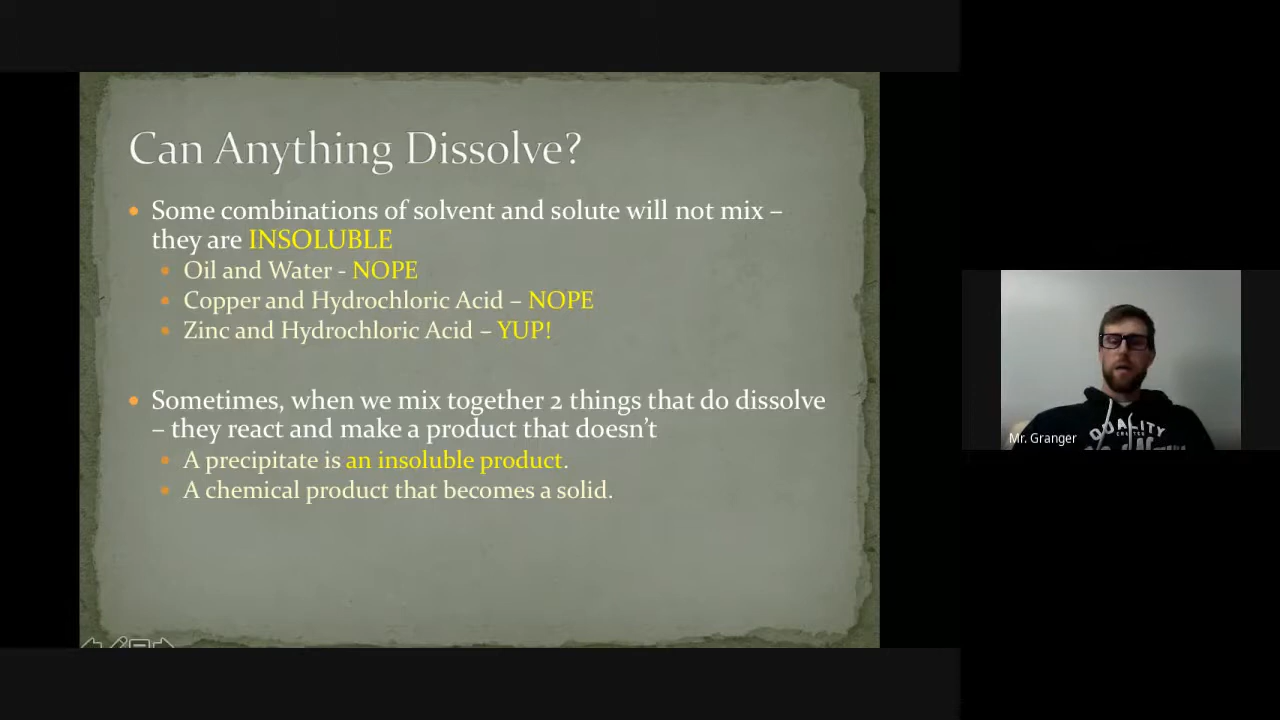 Can Anything Dissolve?
• Some combinations of solvent and solute will not mix –
they are INSOLUBLE
• Oil and Water - NOPE
• Copper and Hydrochloric Acid – NOPE
• Zinc and Hydrochloric Acid – YUP!
• Sometimes, when we mix together 2 things that do dissolve
– they react and make a product that doesn’t
• A precipitate is an insoluble product.
• A chemical product that becomes a solid.
QUALITY
Mr. Granger